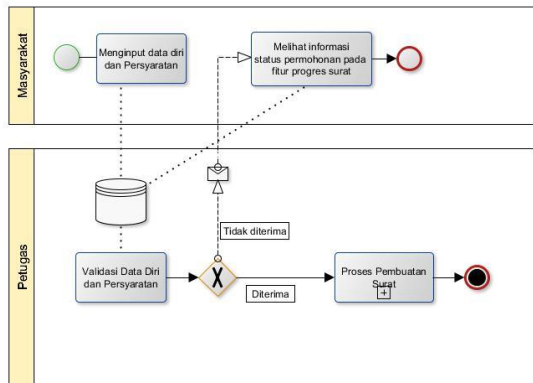 Masyarakat
Menginput data diri
dan Persyaratan
Melihat informasi
status permohonan pada
fitur progres surat
Petugas
Tidak diterima
Validasi Data Diri
dan Persyaratan
Diterima
Proses Pembuatan
Surat